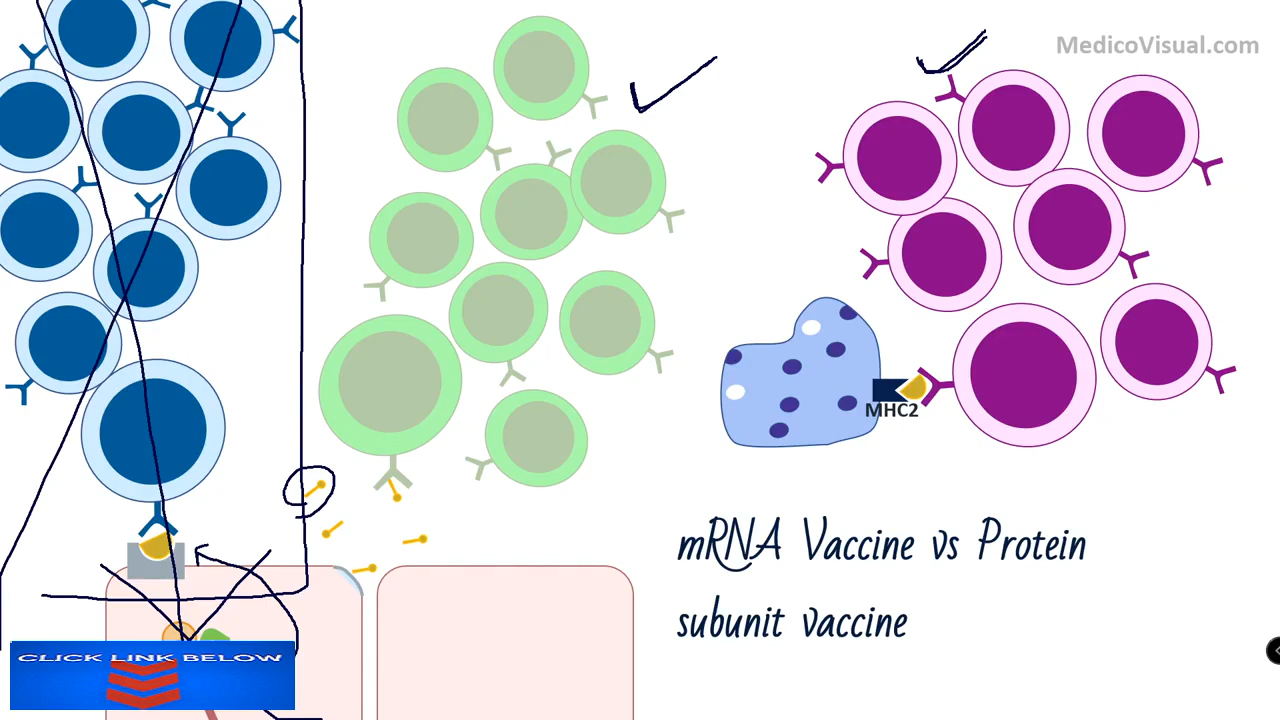 MedicoVisual.com
MHC2
mRNA Vaccine vs Protein
subunit vaccine
CLICK LINK BELOW